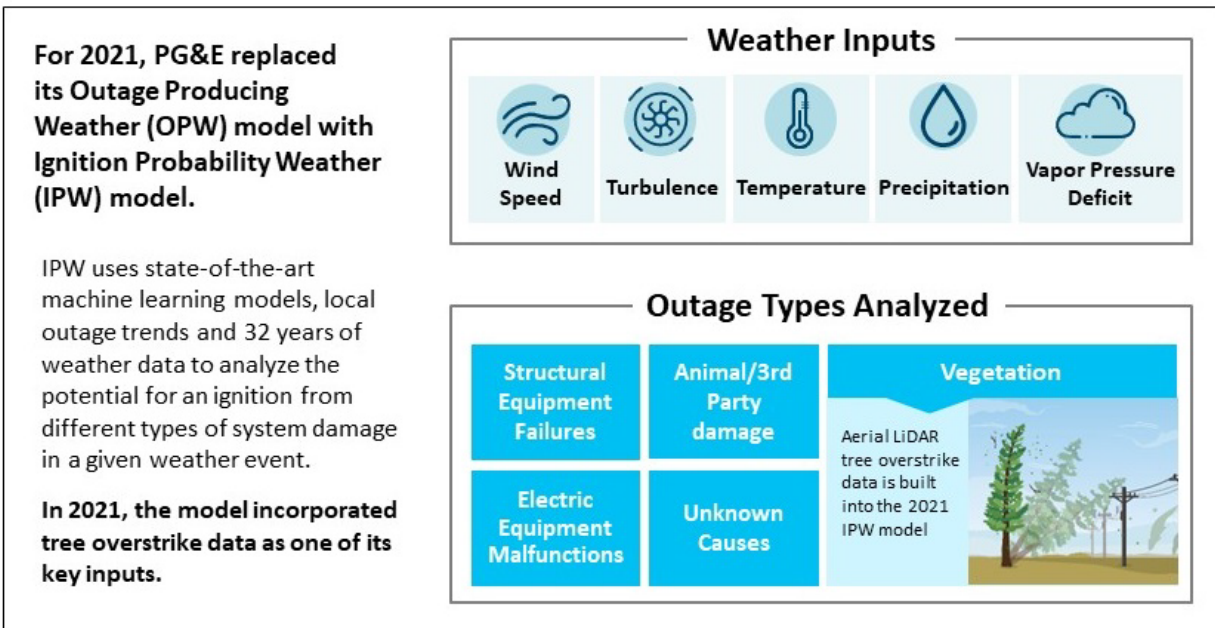 For 2021, PG&E replaced
its Outage Producing
Weather (OPW) model with
Ignition Probability Weather
(IPW) model.
IPW uses state-of-the-art
machine learning models, local
outage trends and 32 years of
weather data to analyze the
potential for an ignition from
different types of system damage
in a given weather event.
In 2021, the model incorporated
tree overstrike data as one of its
key inputs.
Weather Inputs
Wind
Speed
Turbulence
Temperature
Precipitation
Vapor Pressure
Deficit
Outage Types Analyzed
Structural
Equipment
Failures
Animal/3rd
Party
damage
Electric
Equipment
Malfunctions
Unknown
Causes
Vegetation
Aerial LiDAR
tree overstrike
data is built
into the 2021
IPW model